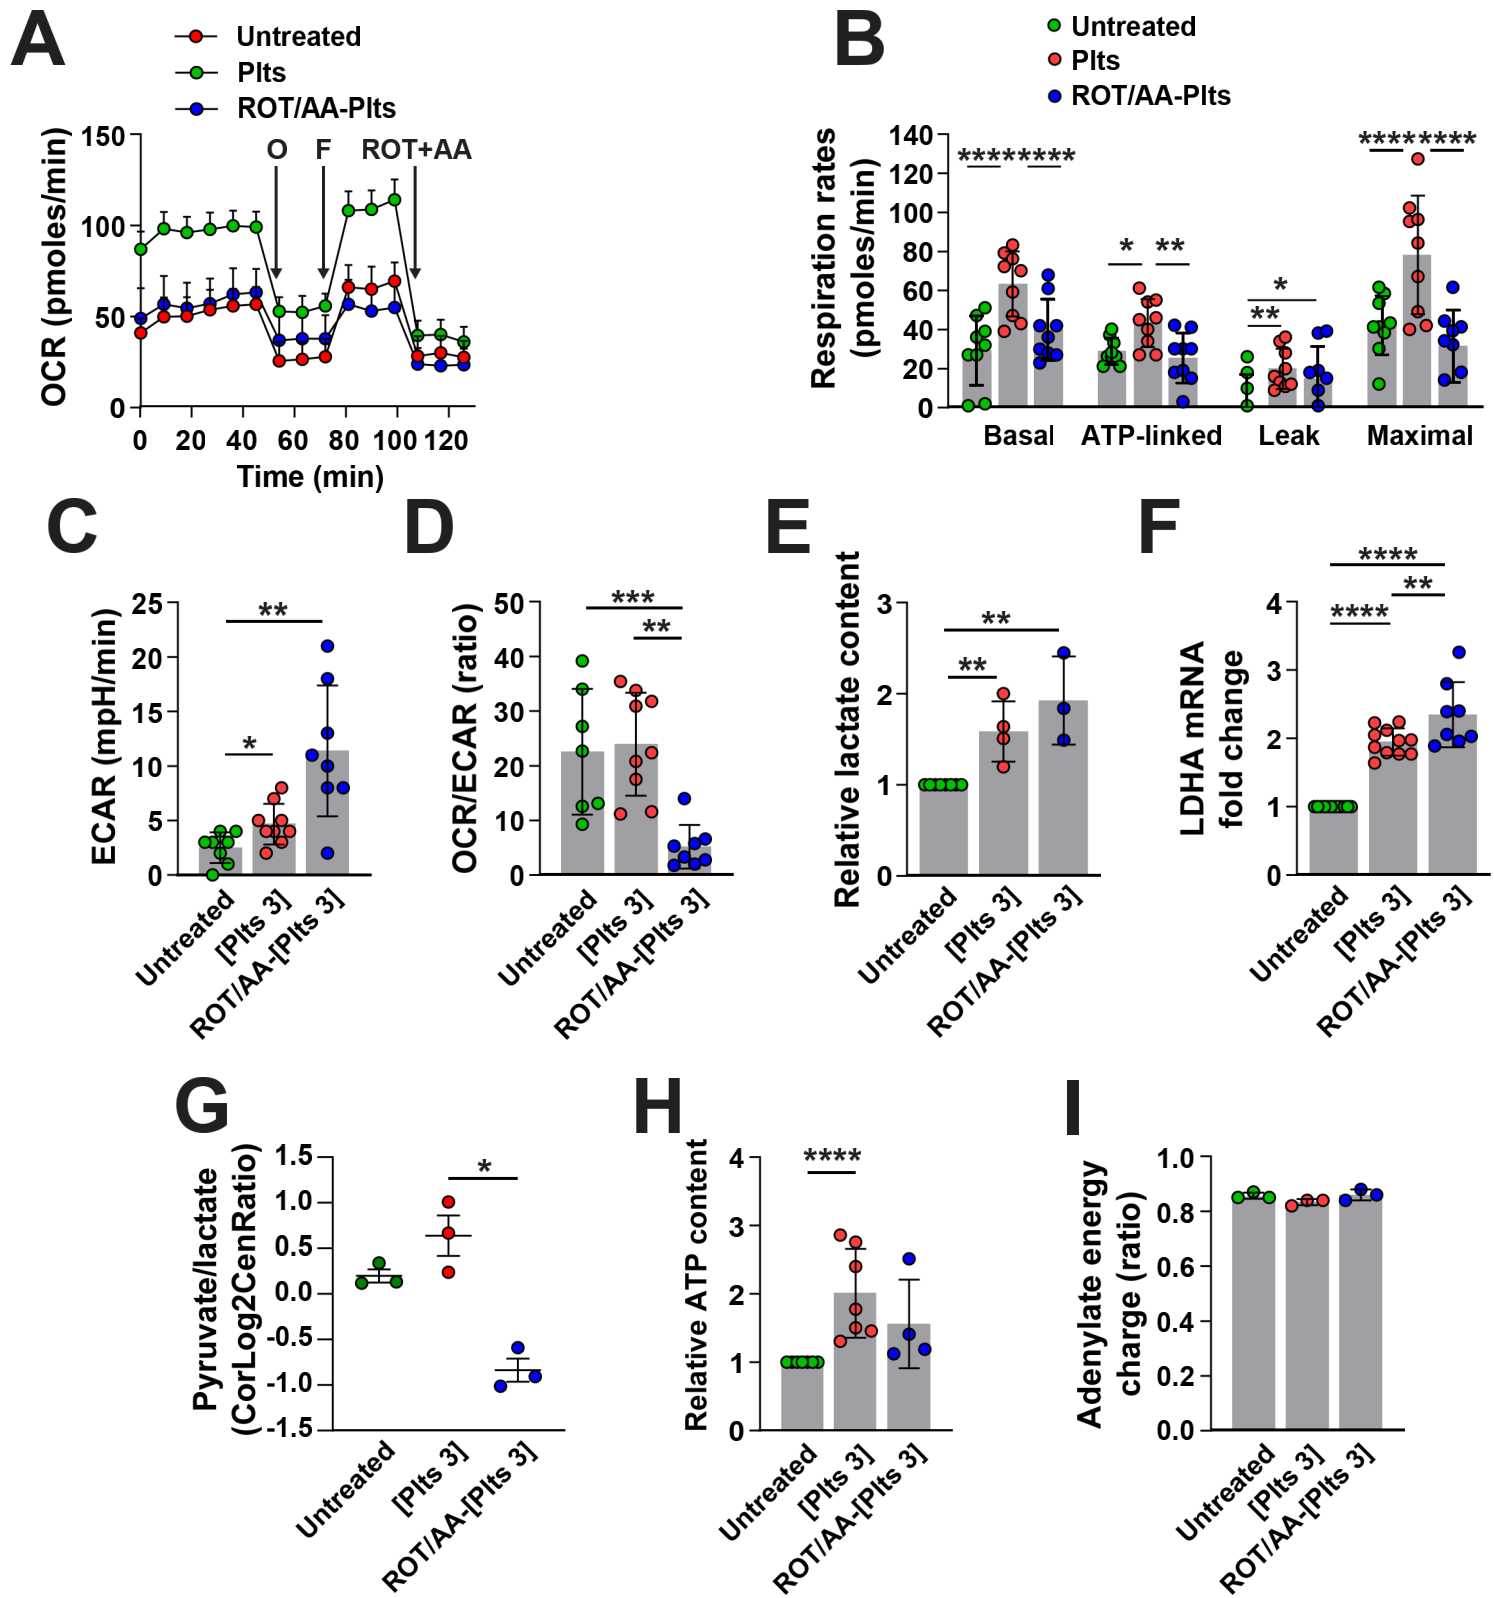 A
Untreated
Plts
ROT/AA-Plts
OCR (pmoles/min)
150
100
50
0
O F ROT+AA
0 20 40 60 80 100 120
Time (min)
B
Untreated
Plts
ROT/AA-Plts
Respiration rates
(pmoles/min)
140
120
100
80
60
40
20
0
**** ****
* **
*
**
**** ****
Basal ATP-linked Leak Maximal
C
ECAR (mpH/min)
25
20
15
10
5
0
**
*
Untreated
[Plts 3]
ROT/AA-[Plts 3]
D
OCR/ECAR (ratio)
50
40
30
20
10
0
***
**
Untreated
[Plts 3]
ROT/AA-[Plts 3]
E
Relative lactate content
3
2
1
0
**
**
Untreated
[Plts 3]
ROT/AA-[Plts 3]
F
LDHA mRNA
fold change
4
3
2
1
0
****
**
****
Untreated
[Plts 3]
ROT/AA-[Plts 3]
G
Pyruvate/lactate
(CorLog2CenRatio)
1.5
1.0
0.5
0.0
-0.5
-1.0
-1.5
*
Untreated
[Plts 3]
ROT/AA-[Plts 3]
H
Relative ATP content
4
3
2
1
0
****
Untreated
[Plts 3]
ROT/AA-[Plts 3]
I
Adenylate energy
charge (ratio)
1.0
0.8
0.6
0.4
0.2
0.0
Untreated
[Plts 3]
ROT/AA-[Plts 3]